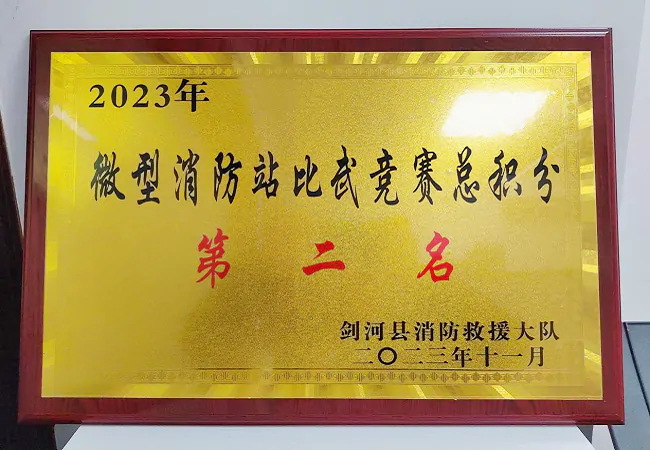 2023年
微型消防站比武竞赛总积分
第二名
剑河县消防救援大队
二〇二三年十一月